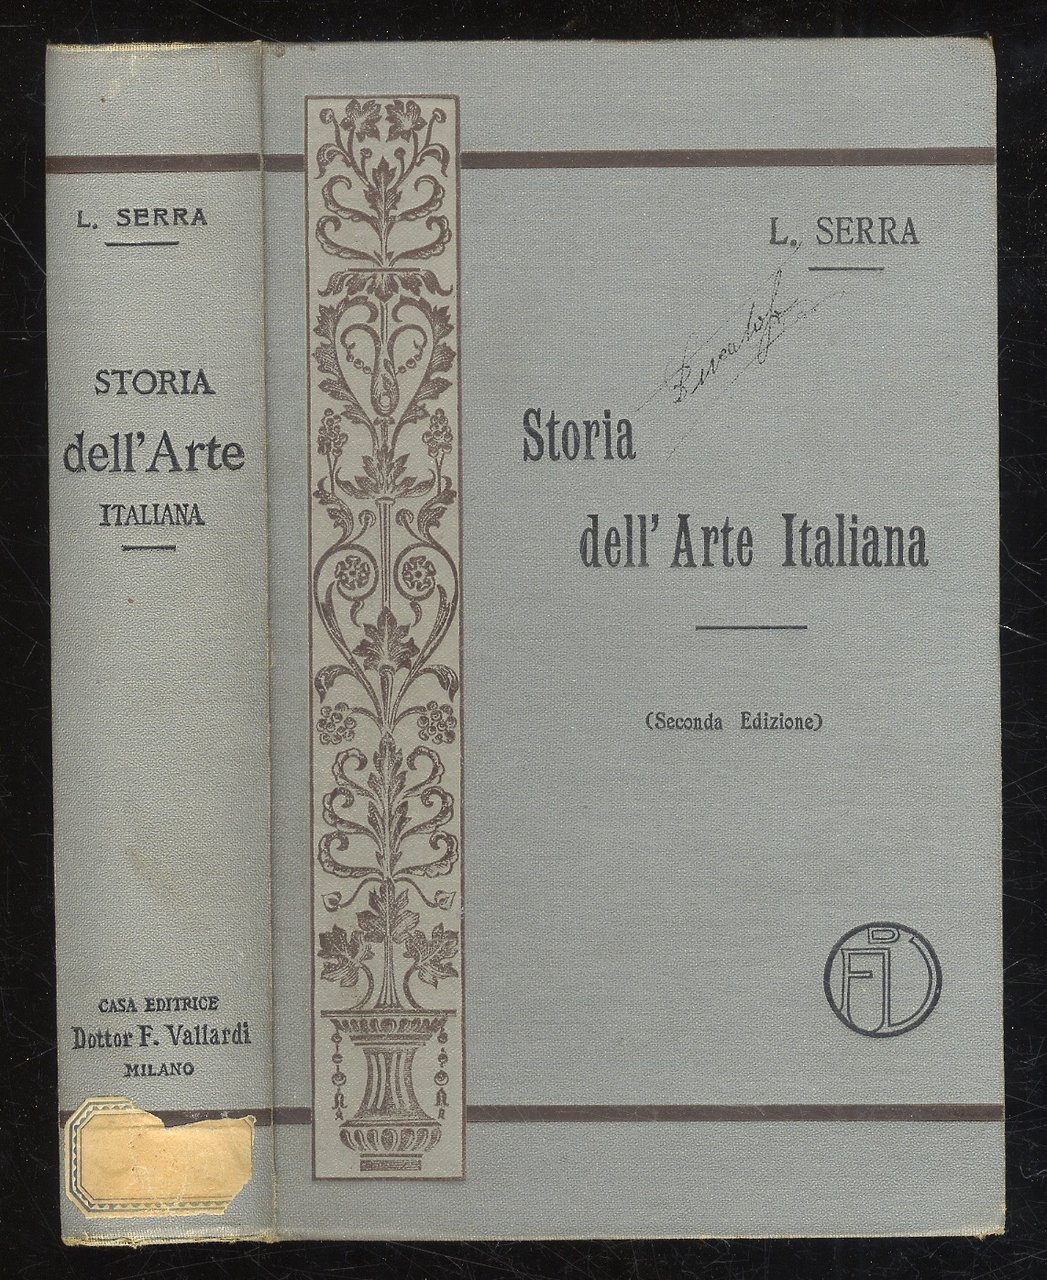 L. SERRA
STORIA
dell'Arte
ITALIANA
CASA EDITRICE
Dottor F. Vallardi
MILANO
L. SERRA
Storia
dell' Arte Italiana
(Seconda Edizione)